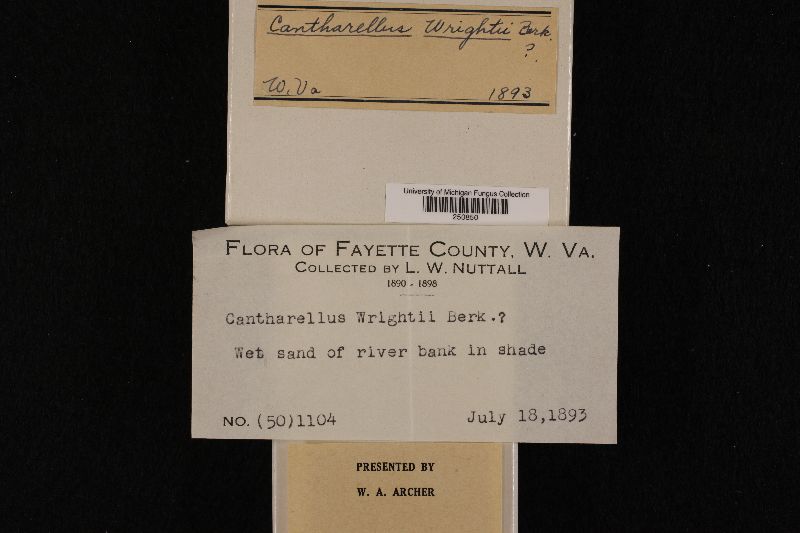 Cantharellus Wrightii Berk.
?.
W. Va 1893
University of Michigan Fungus Collection
250850
FLORA OF FAYETTE COUNTY, W. VA.
COLLECTED BY L. W. NUTTALL
1890 - 1898
Cantharellus Wrightii Berk.?
Wet sand of river bank in shade
NO. (50)1104 July 18,1893
PRESENTED BY
W. A. ARCHER